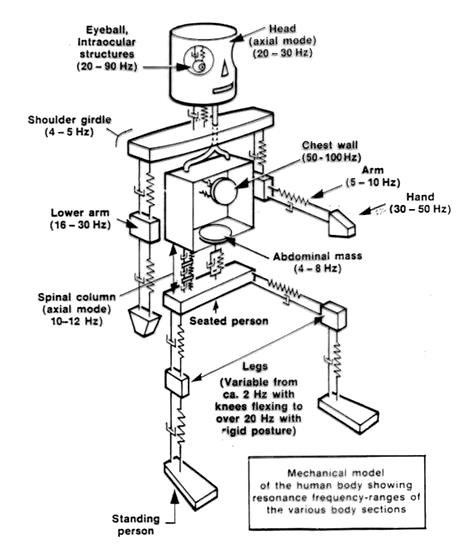 Eyeball,
intraocular
structures
(20 – 90 Hz)
Head
(axial mode)
(20 – 30 Hz)
Shoulder girdle
(4 – 5 Hz)
Chest wall
(50 - 100 Hz)
Arm
(5 – 10 Hz)
Hand
(30 – 50 Hz)
Lower arm
(16 – 30 Hz)
Abdominal mass
(4 – 8 Hz)
Spinal column
(axial mode)
10–12 Hz)
Seated person
Legs
(Variable from
ca. 2 Hz with
knees flexing to
over 20 Hz with
rigid posture)
Standing
person
Mechanical model
of the human body showing
resonance frequency-ranges of
the various body sections